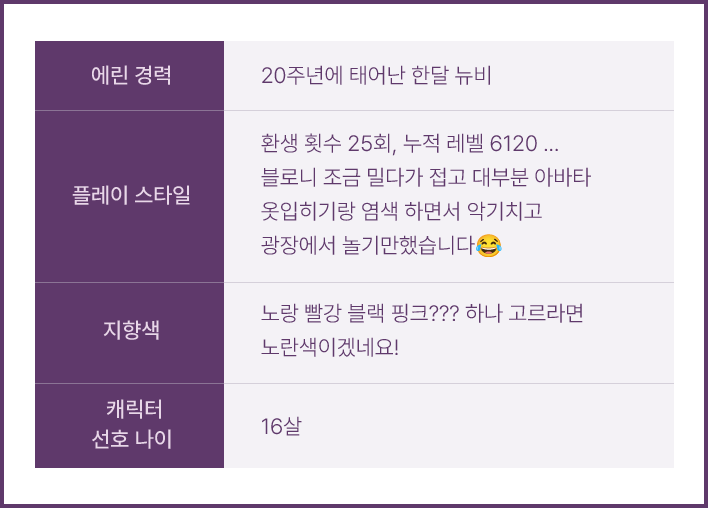 에린 경력
20주년에 태어난 한달 뉴비
플레이 스타일
환생 횟수 25회, 누적 레벨 6120 ...
블로니 조금 밀다가 접고 대부분 아바타
옷입히기랑 염색 하면서 악기치고
광장에서 놀기만했습니다😂
지향색
노랑 빨강 블랙 핑크??? 하나 고르라면
노란색이겠네요!
캐릭터
선호 나이
16살